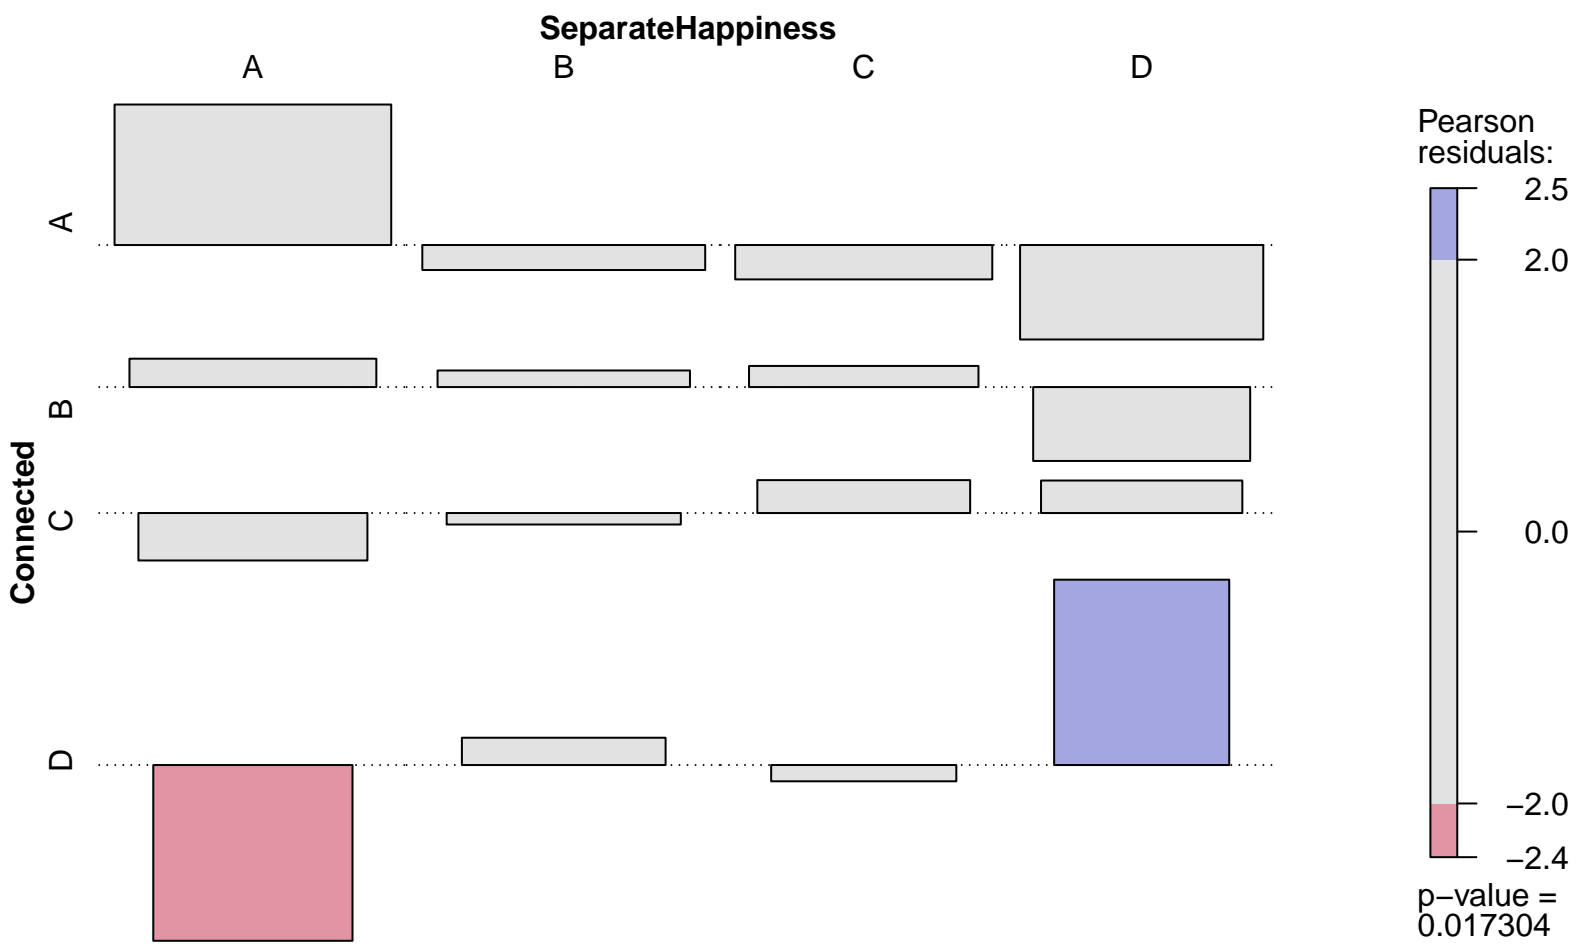 SeparateHappiness
A B C D
Connected
A
B
C
D
Pearson
residuals:
2.5
2.0
0.0
−2.0
−2.4
p−value =
0.017304